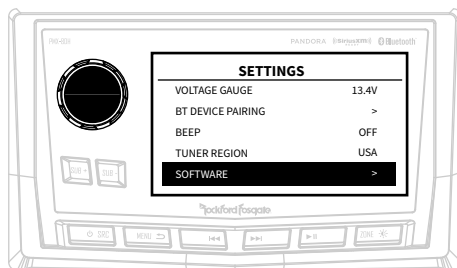 PMX-8DH
PANDORA ((SiriusXM)) Bluetooth
SETTINGS
VOLTAGE GAUGE 13.4V
BT DEVICE PAIRING >
BEEP OFF
TUNER REGION USA
SOFTWARE >
SUB + SUB -
Rockford Fosgate
SRC MENU ZONE